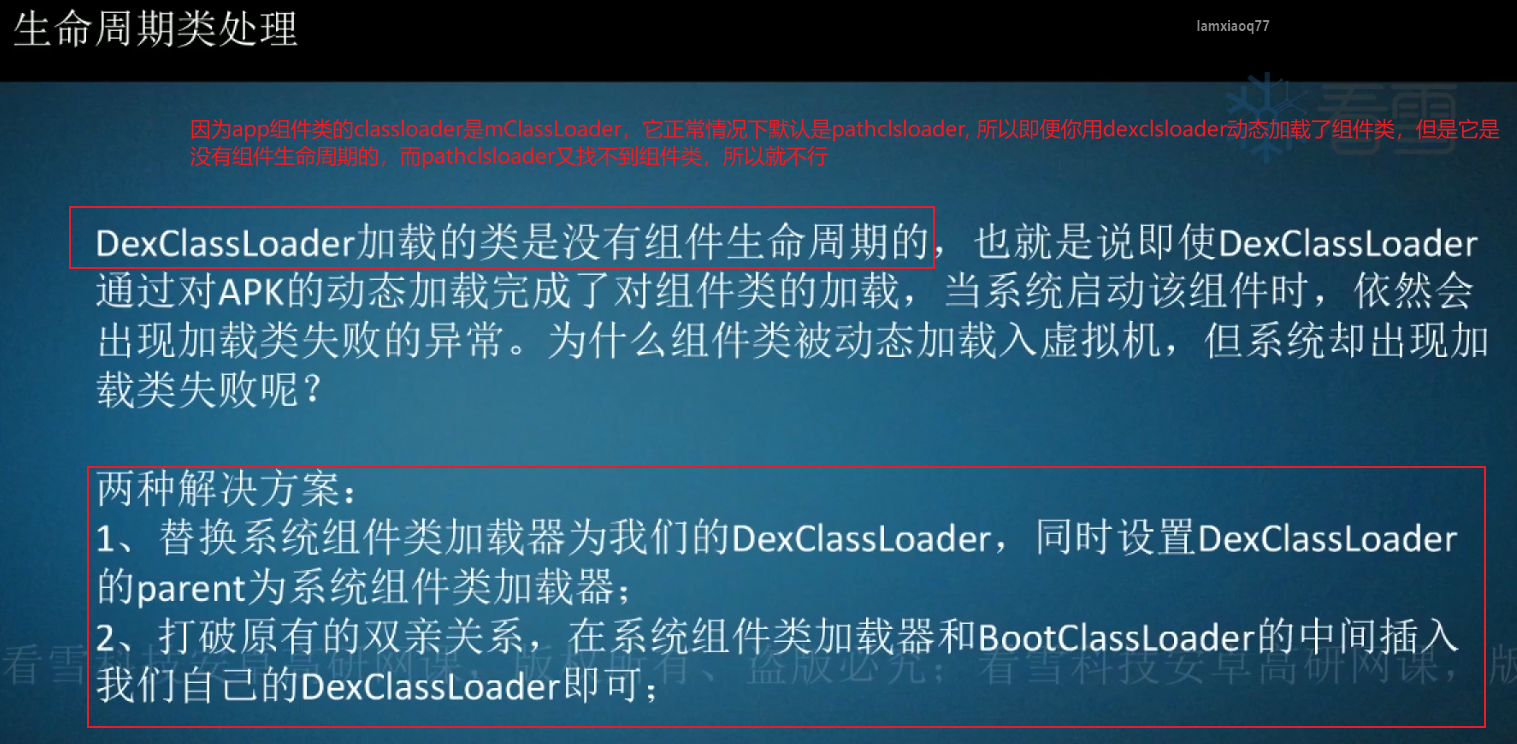 生命周期类处理
lamxiaoq77
看雪
因为app组件类的classloader是mClassLoader，它正常情况下默认是pathclsloader, 所以即便你用dexclsloader动态加载了组件类，但是它是
没有组件生命周期的，而pathclsloader又找不到组件类，所以就不行
DexClassLoader加载的类是没有组件生命周期的，也就是说即使DexClassLoader
通过对APK的动态加载完成了对组件类的加载，当系统启动该组件时，依然会
出现加载类失败的异常。为什么组件类被动态加载入虚拟机，但系统却出现加
载类失败呢？
两种解决方案：
1、替换系统组件类加载器为我们的DexClassLoader，同时设置DexClassLoader
的parent为系统组件类加载器；
2、打破原有的双亲关系，在系统组件类加载器和BootClassLoader的中间插入
我们自己的DexClassLoader即可；
看雪科技安卓高研网课，版权所有、盗版必究；看雪科技安卓高研网课，版